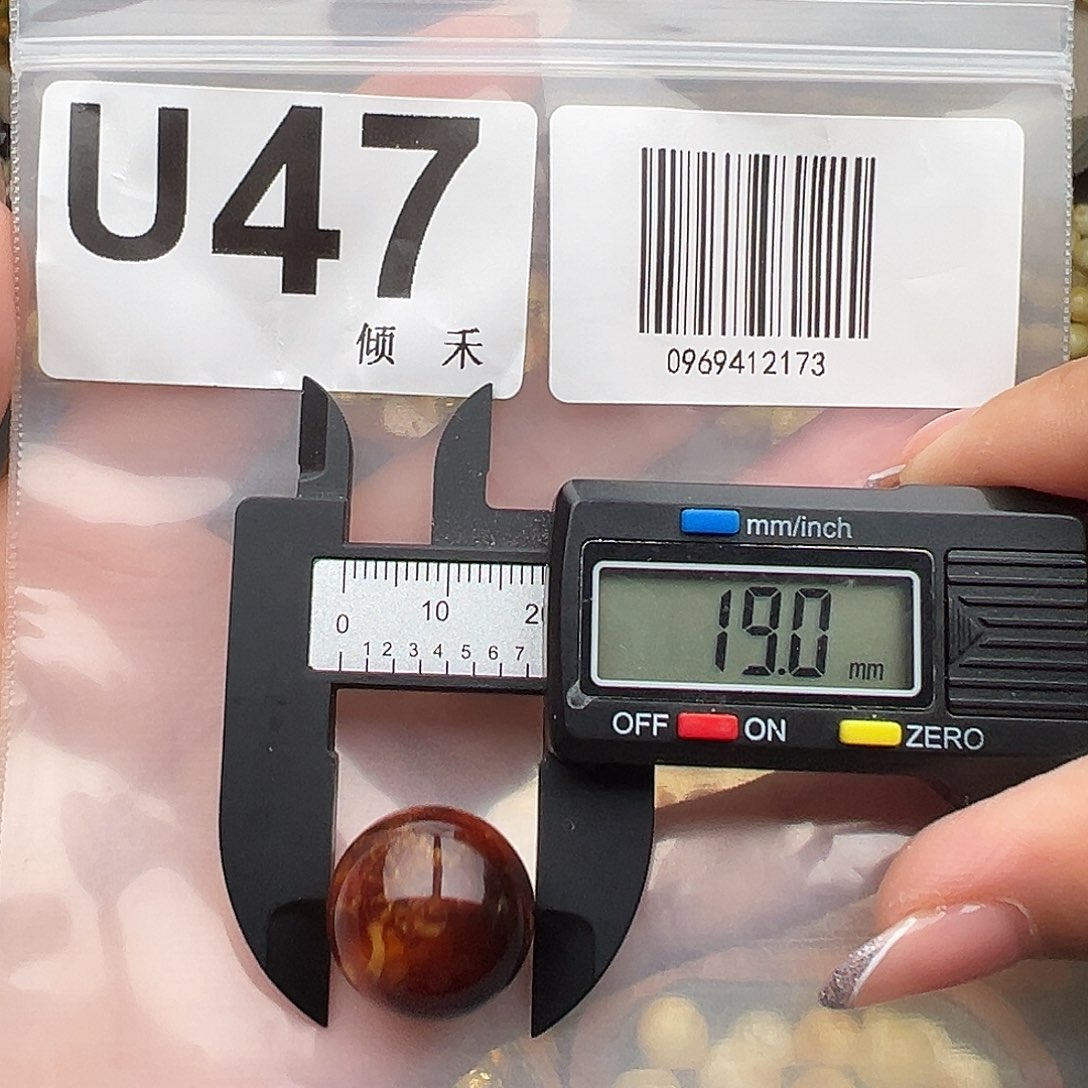 U47
倾 禾
0969412173
mm/inch
0 10 20
1 2 3 4 5 6 7
19.0 mm
OFF ON ZERO